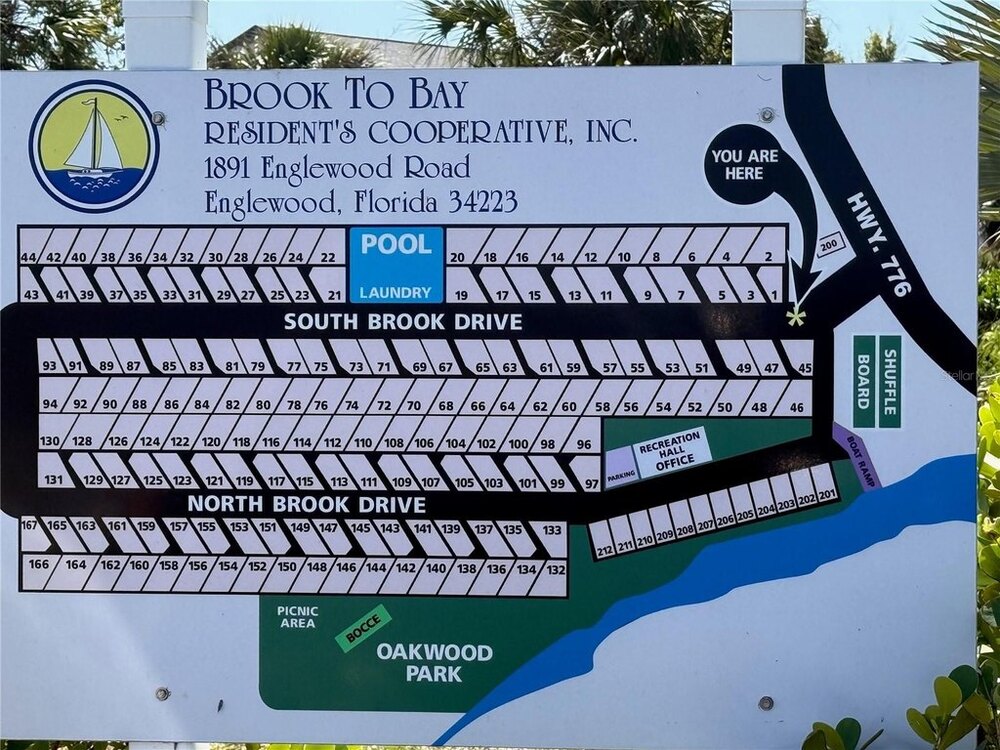 BROOK TO BAY
RESIDENT'S COOPERATIVE, INC.
1891 Englewood Road
Englewood, Florida 34223
YOU ARE
HERE
HWY. 776
200
44 42 40 38 36 34 32 30 28 26 24 22
POOL
20 18 16 14 12 10 8 6 4 2
43 41 39 37 35 33 31 29 27 25 23 21
LAUNDRY
19 17 15 13 11 9 7 5 3 1
SOUTH BROOK DRIVE
*
93 91 89 87 85 83 81 79 77 75 73 71 69 67 65 63 61 59 57 55 53 51 49 47 45
SHUFFLE
BOARD
94 92 90 88 86 84 82 80 78 76 74 72 70 68 66 64 62 60 58 56 54 52 50 48 46
130 128 126 124 122 120 118 116 114 112 110 108 106 104 102 100 98 96
RECREATION
HALL
OFFICE
PARKING
BOAT RAMP
131 129 127 125 123 121 119 117 115 113 111 109 107 105 103 101 99 97
NORTH BROOK DRIVE
212 211 210 209 208 207 206 205 204 203 202 201
167 165 163 161 159 157 155 153 151 149 147 145 143 141 139 137 135 133
166 164 162 160 158 156 154 152 150 148 146 144 142 140 138 136 134 132
PICNIC
AREA
BOCCE
OAKWOOD
PARK